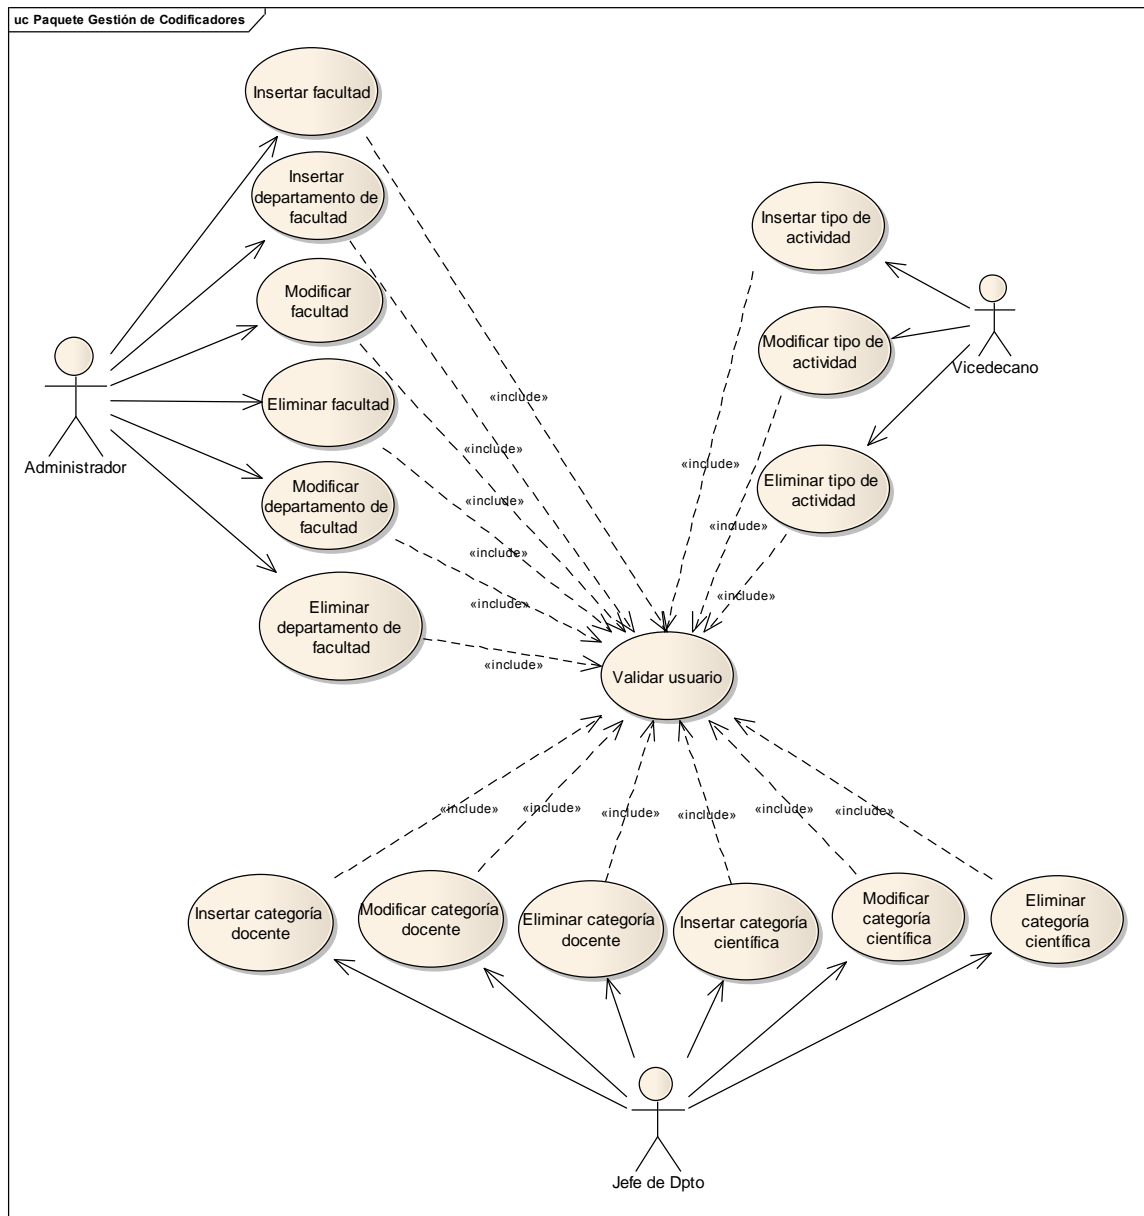 uc Paquete Gestión de Codificadores
Insertar facultad
Insertar
departamento de
facultad
Modificar
facultad
Eliminar facultad
Modificar
departamento de
facultad
Eliminar
departamento de
facultad
Administrador
Insertar tipo de
actividad
Modificar tipo de
actividad
Eliminar tipo de
actividad
Vicedecano
«include»
«include»
«include»
«include»
«include»
«include»
«include»
«include»
«include»
Validar usuario
«include»
«include»
«include»
«include»
«include»
«include»
Insertar categoría
docente
Modificar categoría
docente
Eliminar categoría
docente
Insertar categoría
científica
Modificar
categoría
científica
Eliminar
categoría
científica
Jefe de Dpto